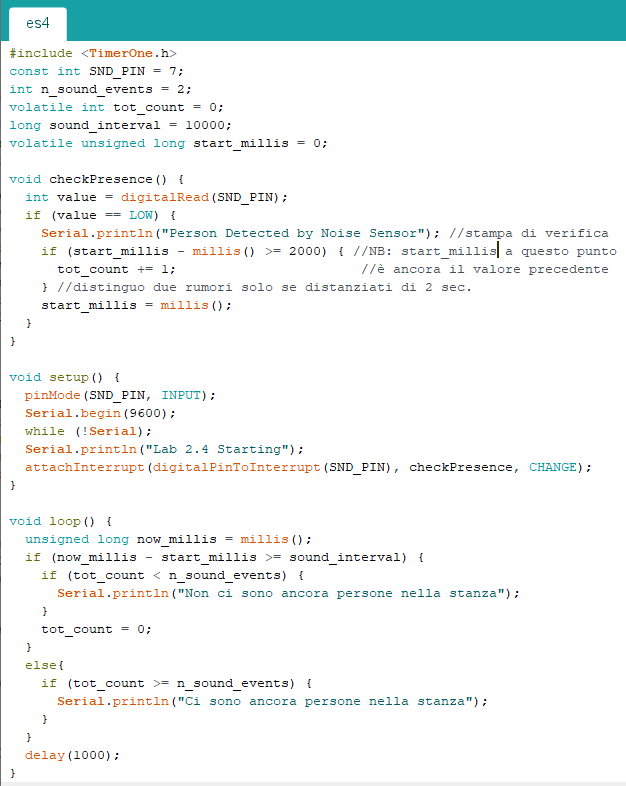 es4
#include <TimerOne.h>
const int SND_PIN = 7;
int n_sound_events = 2;
volatile int tot_count = 0;
long sound_interval = 10000;
volatile unsigned long start_millis = 0;
void checkPresence() {
int value = digitalRead(SND_PIN);
if (value == LOW) {
Serial.println("Person Detected by Noise Sensor"); //stampa di verifica
if (start_millis - millis() >= 2000) { //NB: start_millis a questo punto
tot_count += 1; //è ancora il valore precedente
} //distinguo due rumori solo se distanziati di 2 sec.
start_millis = millis();
}
}
void setup() {
pinMode(SND_PIN, INPUT);
Serial.begin(9600);
while (!Serial);
Serial.println("Lab 2.4 Starting");
attachInterrupt(digitalPinToInterrupt(SND_PIN), checkPresence, CHANGE);
}
void loop() {
unsigned long now_millis = millis();
if (now_millis - start_millis >= sound_interval) {
if (tot_count < n_sound_events) {
Serial.println("Non ci sono ancora persone nella stanza");
}
tot_count = 0;
}
else{
if (tot_count >= n_sound_events) {
Serial.println("Ci sono ancora persone nella stanza");
}
}
delay(1000);
}